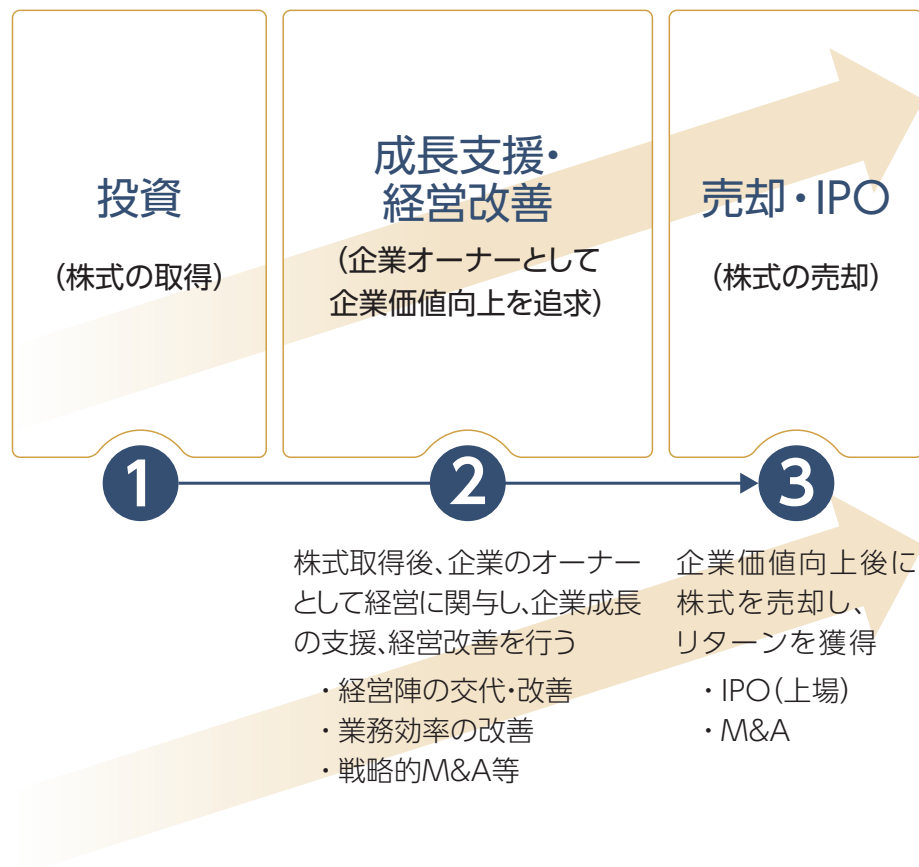 投資
(株式の取得)
成長支援・
経営改善
(企業オーナーとして
企業価値向上を追求)
売却・IPO
(株式の売却)
1
2
3
株式取得後、企業のオーナー
として経営に関与し、企業成長
の支援、経営改善を行う
・経営陣の交代・改善
・業務効率の改善
・戦略的M&A等
企業価値向上後に
株式を売却し、
リターンを獲得
・IPO(上場)
・M&A